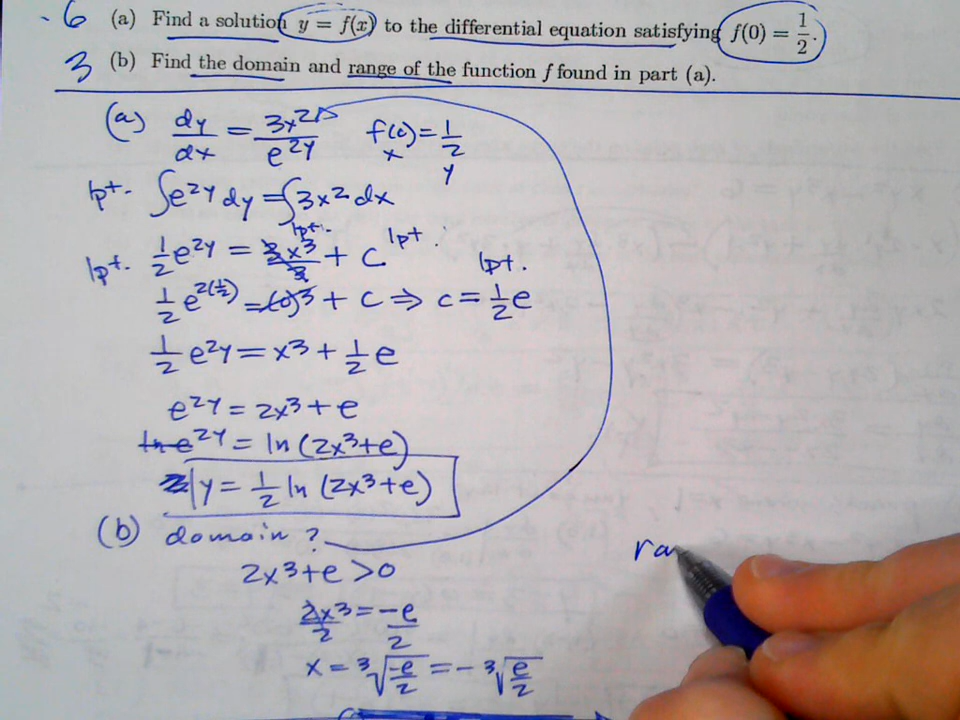 6 (a) Find a solution y = f(x) to the differential equation satisfying f(0) = 1/2.
3 (b) Find the domain and range of the function f found in part (a).
(a) dy/dx = 3x²/e^2y f(0) = 1/2
x y
1pt. ∫e^2y dy = ∫3x² dx
1pt.
1pt. 1/2 e^2y = 3x³/3 + C 1pt
1/2 e^2(1/2) = (0)³ + C ⇒ C = 1/2 e 1pt.
1/2 e^2y = x³ + 1/2 e
e^2y = 2x³ + e
ln e^2y = ln (2x³+e)
y = 1/2 ln (2x³+e)
(b) domain ? ra
2x³+e > 0
2x³/2 = -e/2
x = ³√(-e/2) = - ³√(e/2)